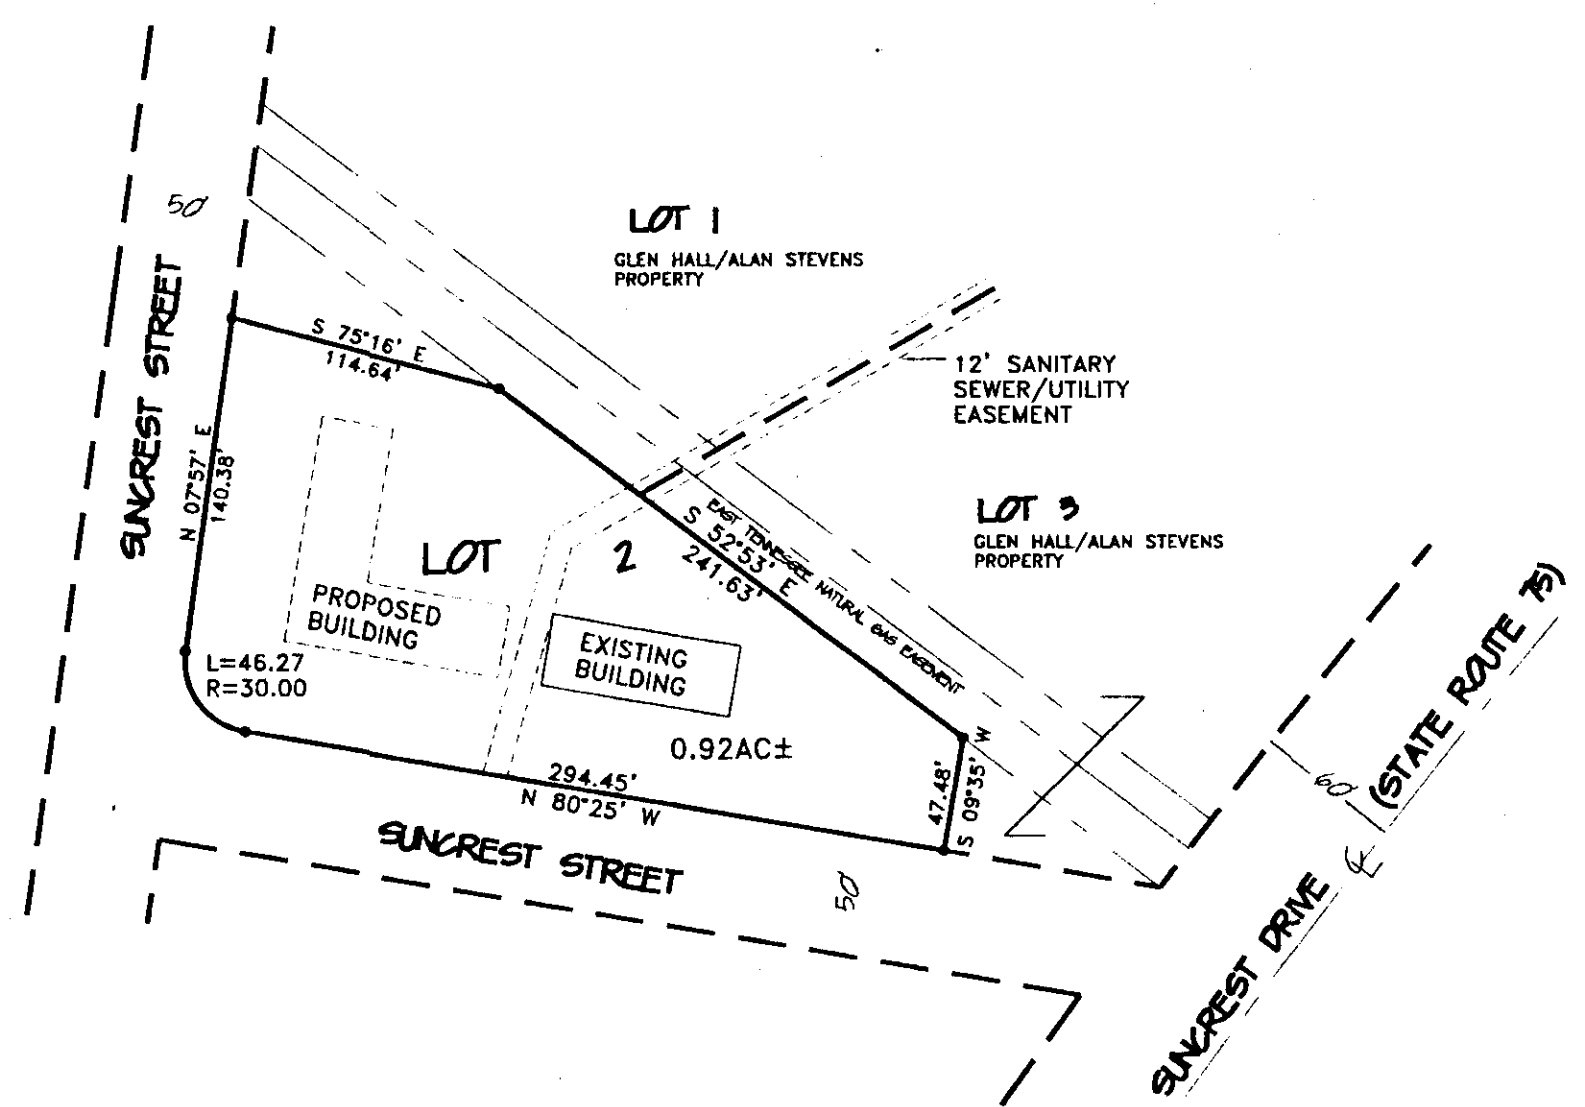 50'
SUNCREST STREET
LOT 1
GLEN HALL/ALAN STEVENS
PROPERTY
S 75°16' E
114.64'
12' SANITARY
SEWER/UTILITY
EASEMENT
N 07°57' E
140.38'
LOT 2
EAST TENNESSEE NATURAL GAS EASEMENT
S 52°53' E
241.63'
LOT 3
GLEN HALL/ALAN STEVENS
PROPERTY
PROPOSED
BUILDING
EXISTING
BUILDING
L=46.27
R=30.00
0.92AC±
47.48'
S 09°35' W
294.45'
N 80°25' W
SUNCREST STREET
50'
60'
SUNCREST DRIVE ℄ (STATE ROUTE 75)